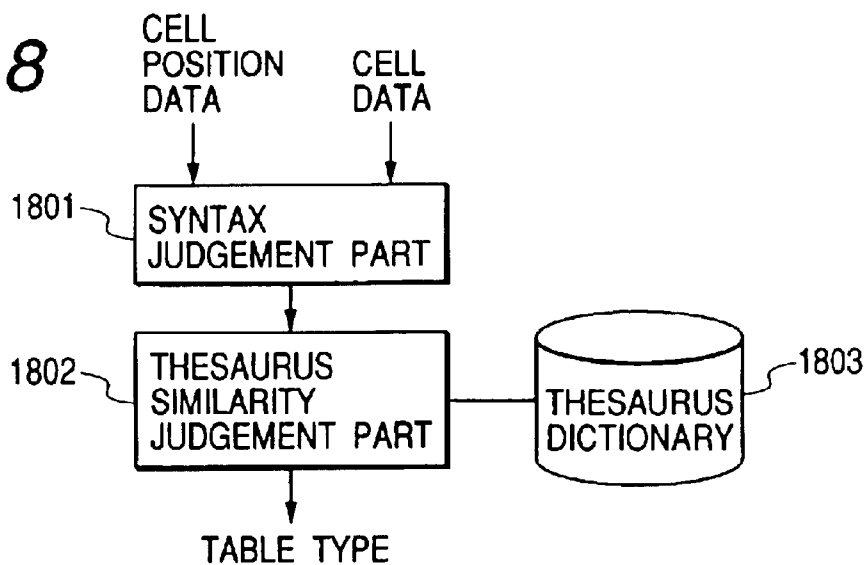 8
CELL
POSITION
DATA
CELL
DATA
1801
SYNTAX
JUDGEMENT PART
1802
THESAURUS
SIMILARITY
JUDGEMENT PART
1803
THESAURUS
DICTIONARY
TABLE TYPE